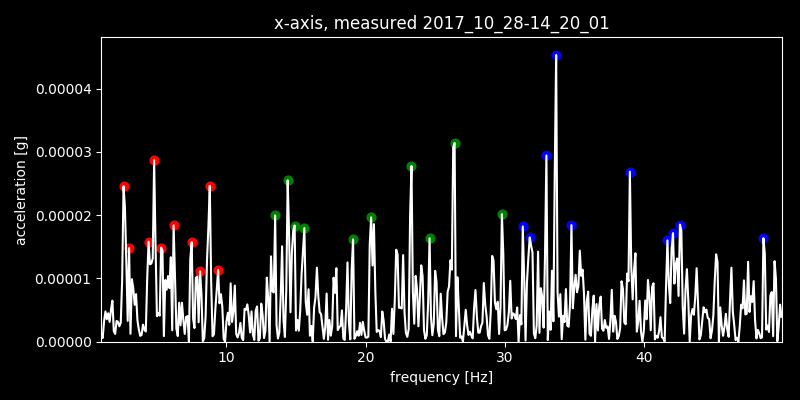 x-axis, measured 2017_10_28-14_20_01
acceleration [g]
0.00004
0.00003
0.00002
0.00001
0.00000
10 20 30 40
frequency [Hz]